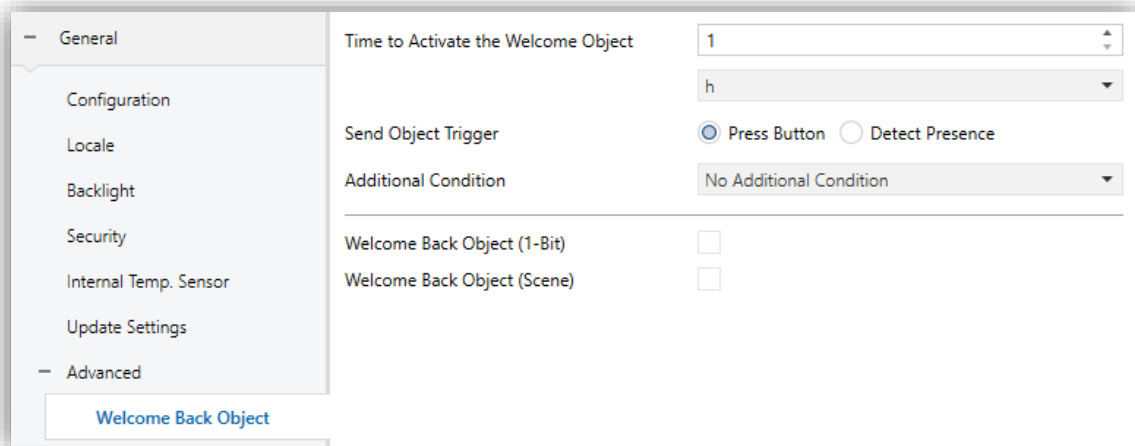 General
Configuration
Locale
Backlight
Security
Internal Temp. Sensor
Update Settings
Advanced
Welcome Back Object
Time to Activate the Welcome Object
1
h
Send Object Trigger
Press Button Detect Presence
Additional Condition
No Additional Condition
Welcome Back Object (1-Bit)
Welcome Back Object (Scene)